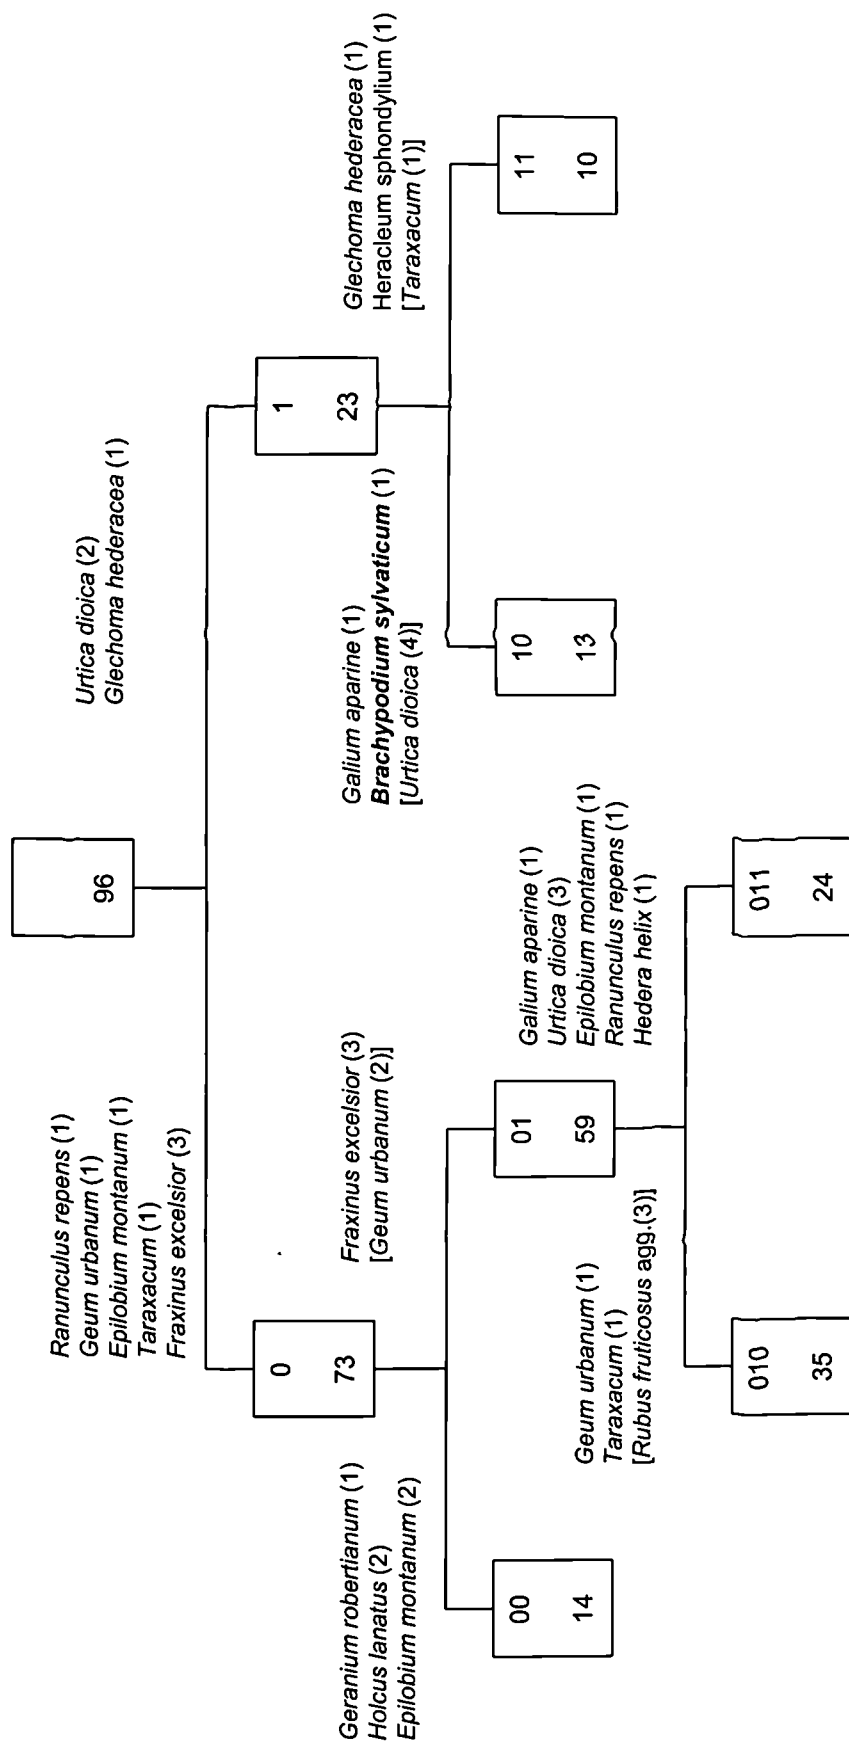 96
Ranunculus repens (1)
Geum urbanum (1)
Epilobium montanum (1)
Taraxacum (1)
Fraxinus excelsior (3)
Urtica dioica (2)
Glechoma hederacea (1)
0
73
1
23
Geranium robertianum (1)
Holcus lanatus (2)
Epilobium montanum (2)
Fraxinus excelsior (3)
[Geum urbanum (2)]
Galium aparine (1)
Brachypodium sylvaticum (1)
[Urtica dioica (4)]
Glechoma hederacea (1)
Heracleum sphondylium (1)
[Taraxacum (1)]
00
14
01
59
10
13
11
10
Geum urbanum (1)
Taraxacum (1)
[Rubus fruticosus agg.(3)]
Galium aparine (1)
Urtica dioica (3)
Epilobium montanum (1)
Ranunculus repens (1)
Hedera helix (1)
010
35
011
24